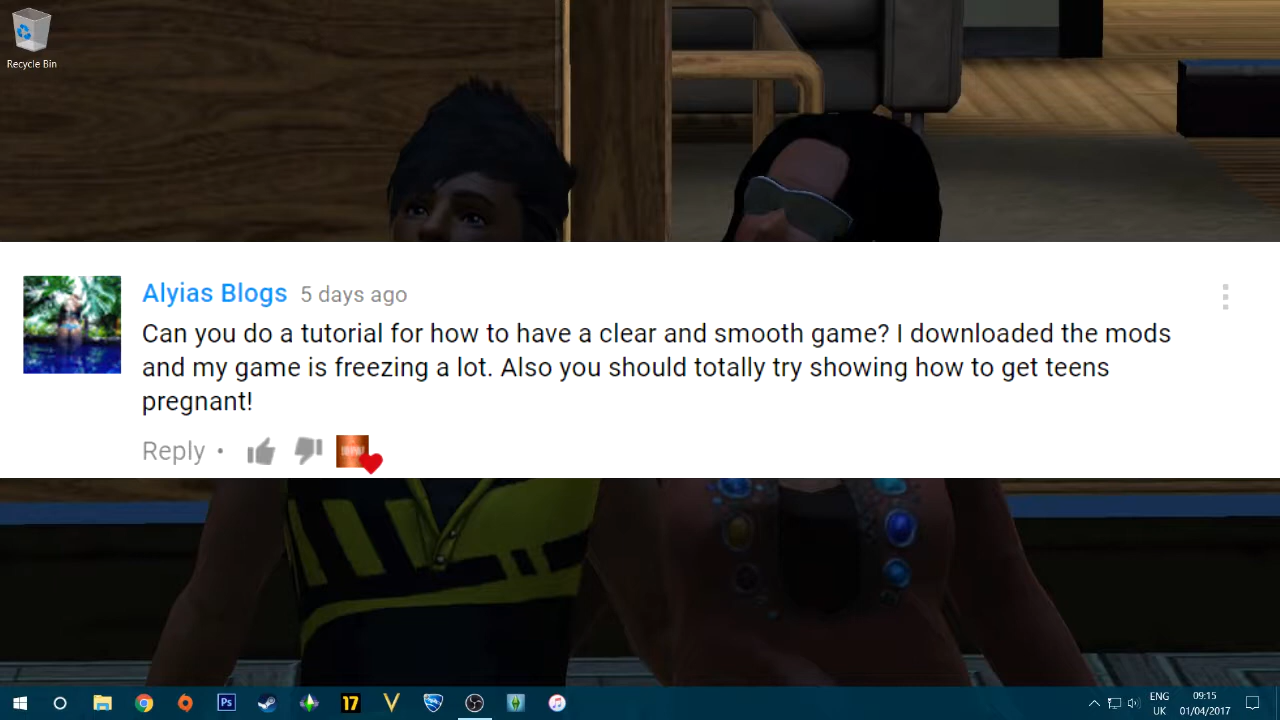 Recycle Bin
Alyias Blogs 5 days ago
Can you do a tutorial for how to have a clear and smooth game? I downloaded the mods
and my game is freezing a lot. Also you should totally try showing how to get teens
pregnant!
Reply •
Ps 17 V
ENG 09:15
UK 01/04/2017